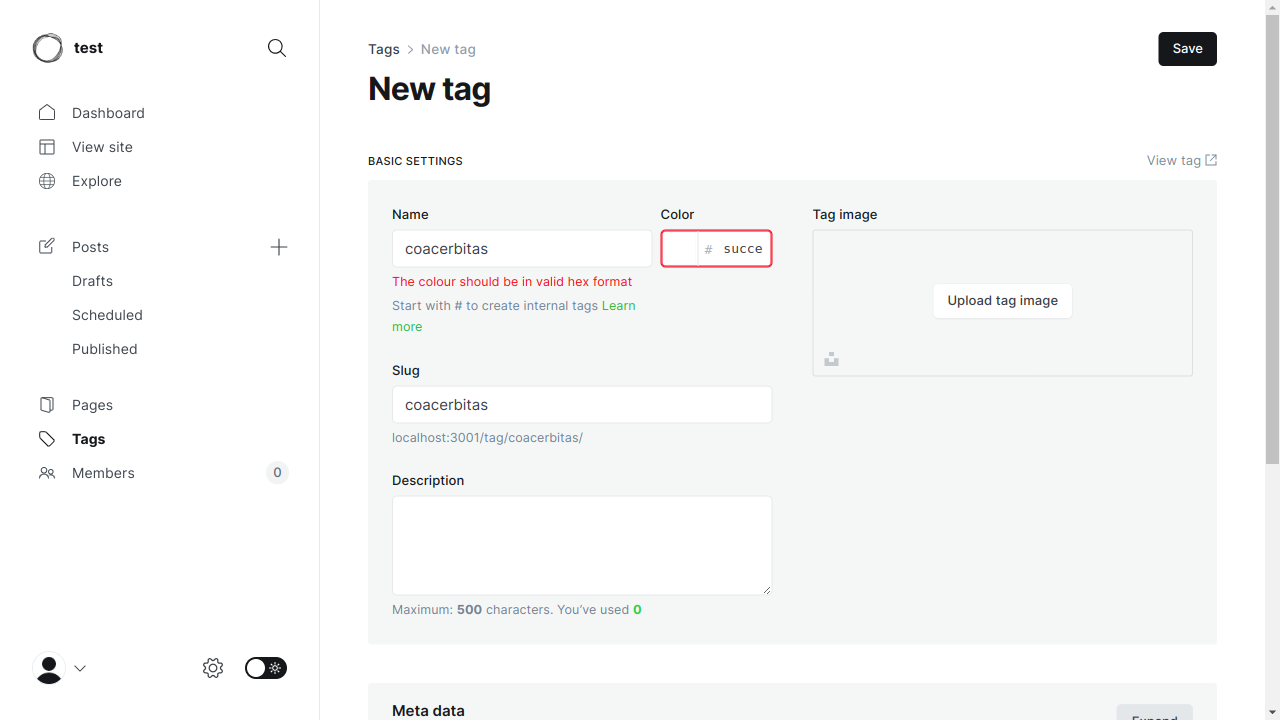 test
Dashboard
View site
Explore
Posts
Drafts
Scheduled
Published
Pages
Tags
Members
0
Tags > New tag
Save
New tag
BASIC SETTINGS
View tag
Name
coacerbitas
The colour should be in valid hex format
Start with # to create internal tags Learn
more
Color
# succe
Slug
coacerbitas
localhost:3001/tag/coacerbitas/
Description
Maximum: 500 characters. You’ve used 0
Tag image
Upload tag image
Meta data
Expand